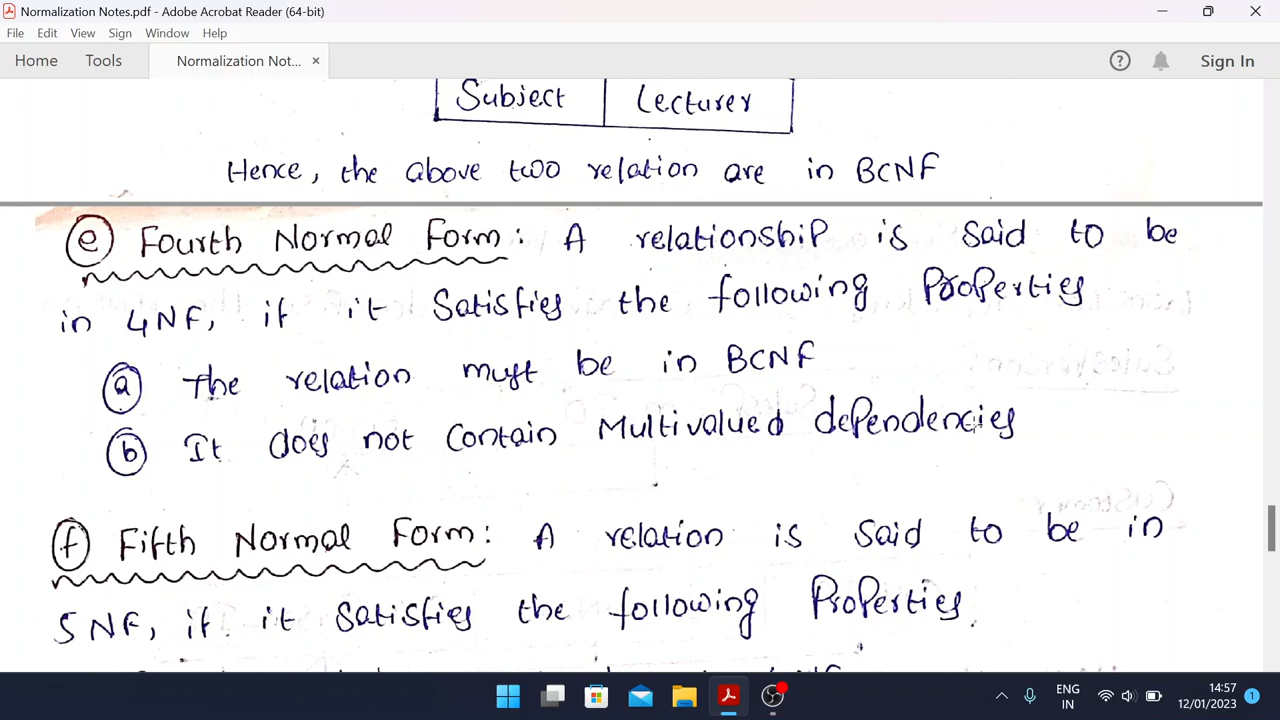 Normalization Notes.pdf - Adobe Acrobat Reader (64-bit)
File Edit View Sign Window Help
Home Tools Normalization Not... × Sign In
Subject Lecturer
Hence, the above two relation are in BCNF
e Fourth Normal Form: A relationship is said to be
in 4NF, if it satisfies the following Properties
a The relation must be in BCNF
b It does not contain Multivalued dependencies
f Fifth Normal Form: A relation is said to be in
5NF, if it satisfies the following Properties.
ENG 14:57
IN 12/01/2023 1